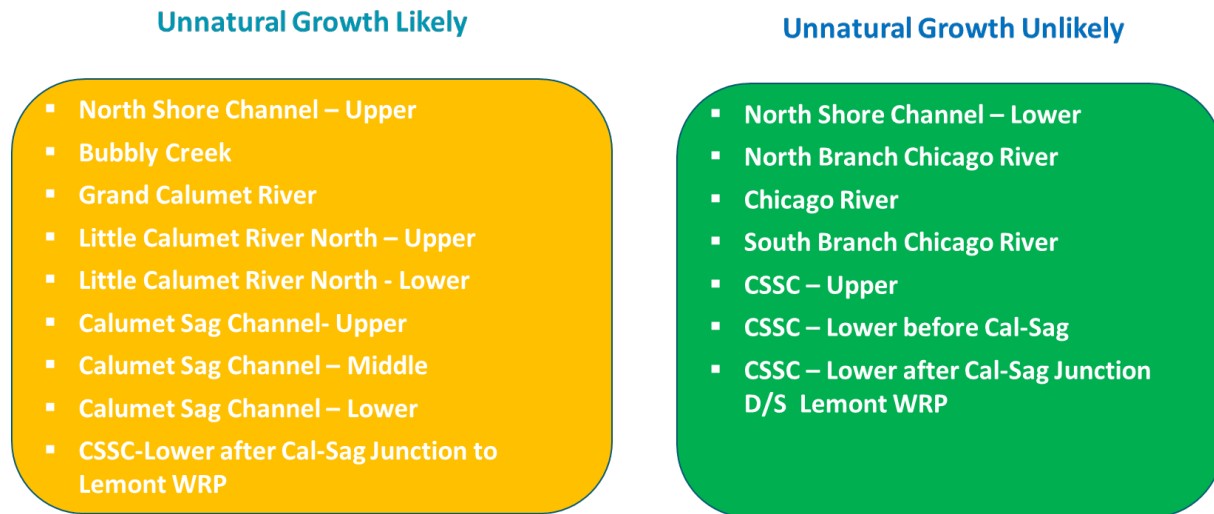 Unnatural Growth Likely
▪ North Shore Channel – Upper
▪ Bubbly Creek
▪ Grand Calumet River
▪ Little Calumet River North – Upper
▪ Little Calumet River North - Lower
▪ Calumet Sag Channel- Upper
▪ Calumet Sag Channel – Middle
▪ Calumet Sag Channel – Lower
▪ CSSC-Lower after Cal-Sag Junction to
Lemont WRP
Unnatural Growth Unlikely
▪ North Shore Channel – Lower
▪ North Branch Chicago River
▪ Chicago River
▪ South Branch Chicago River
▪ CSSC – Upper
▪ CSSC – Lower before Cal-Sag
▪ CSSC – Lower after Cal-Sag Junction
D/S Lemont WRP